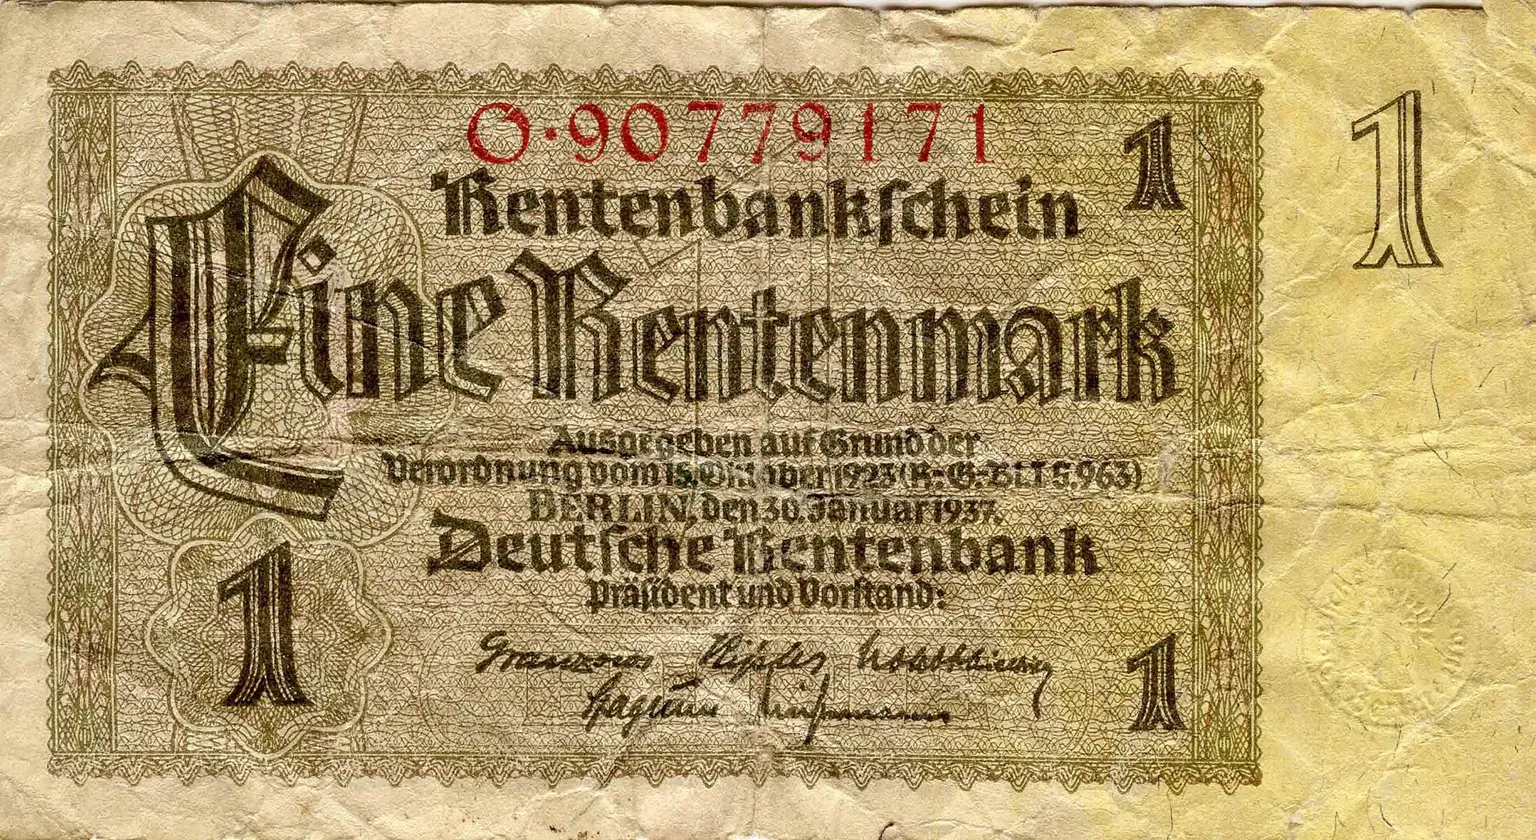 O·90779171
1
1
Rentenbankſchein
Eine Rentenmark
Ausgegeben auf Grund der
Verordnung vom 15. Oktober 1923 (R.-G.-Bl. I S. 963)
BERLIN, den 30. Januar 1937.
Deutſche Rentenbank
Präſident und Vorſtand:
1
1